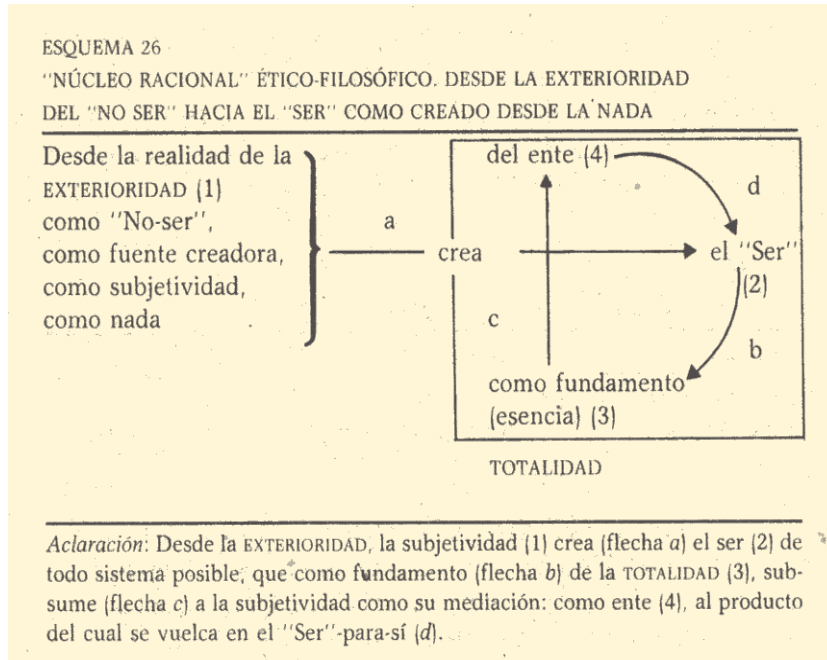 ESQUEMA 26
"NÚCLEO RACIONAL" ÉTICO-FILOSÓFICO. DESDE LA EXTERIORIDAD
DEL "NO SER" HACIA EL "SER" COMO CREADO DESDE LA NADA
Desde la realidad de la
EXTERIORIDAD (1)
como "No-ser",
como fuente creadora,
como subjetividad,
como nada
a
crea
del ente (4)
d
el "Ser"
(2)
c
b
como fundamento
(esencia) (3)
TOTALIDAD
Aclaración: Desde la EXTERIORIDAD, la subjetividad (1) crea (flecha a) el ser (2) de
todo sistema posible, que como fundamento (flecha b) de la TOTALIDAD (3), sub-
sume (flecha c) a la subjetividad como su mediación: como ente (4), al producto
del cual se vuelca en el "Ser"-para-sí (d).